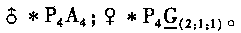 ♂ *P₄A₄; ♀ *P₄G₍₂;₁;₁₎。